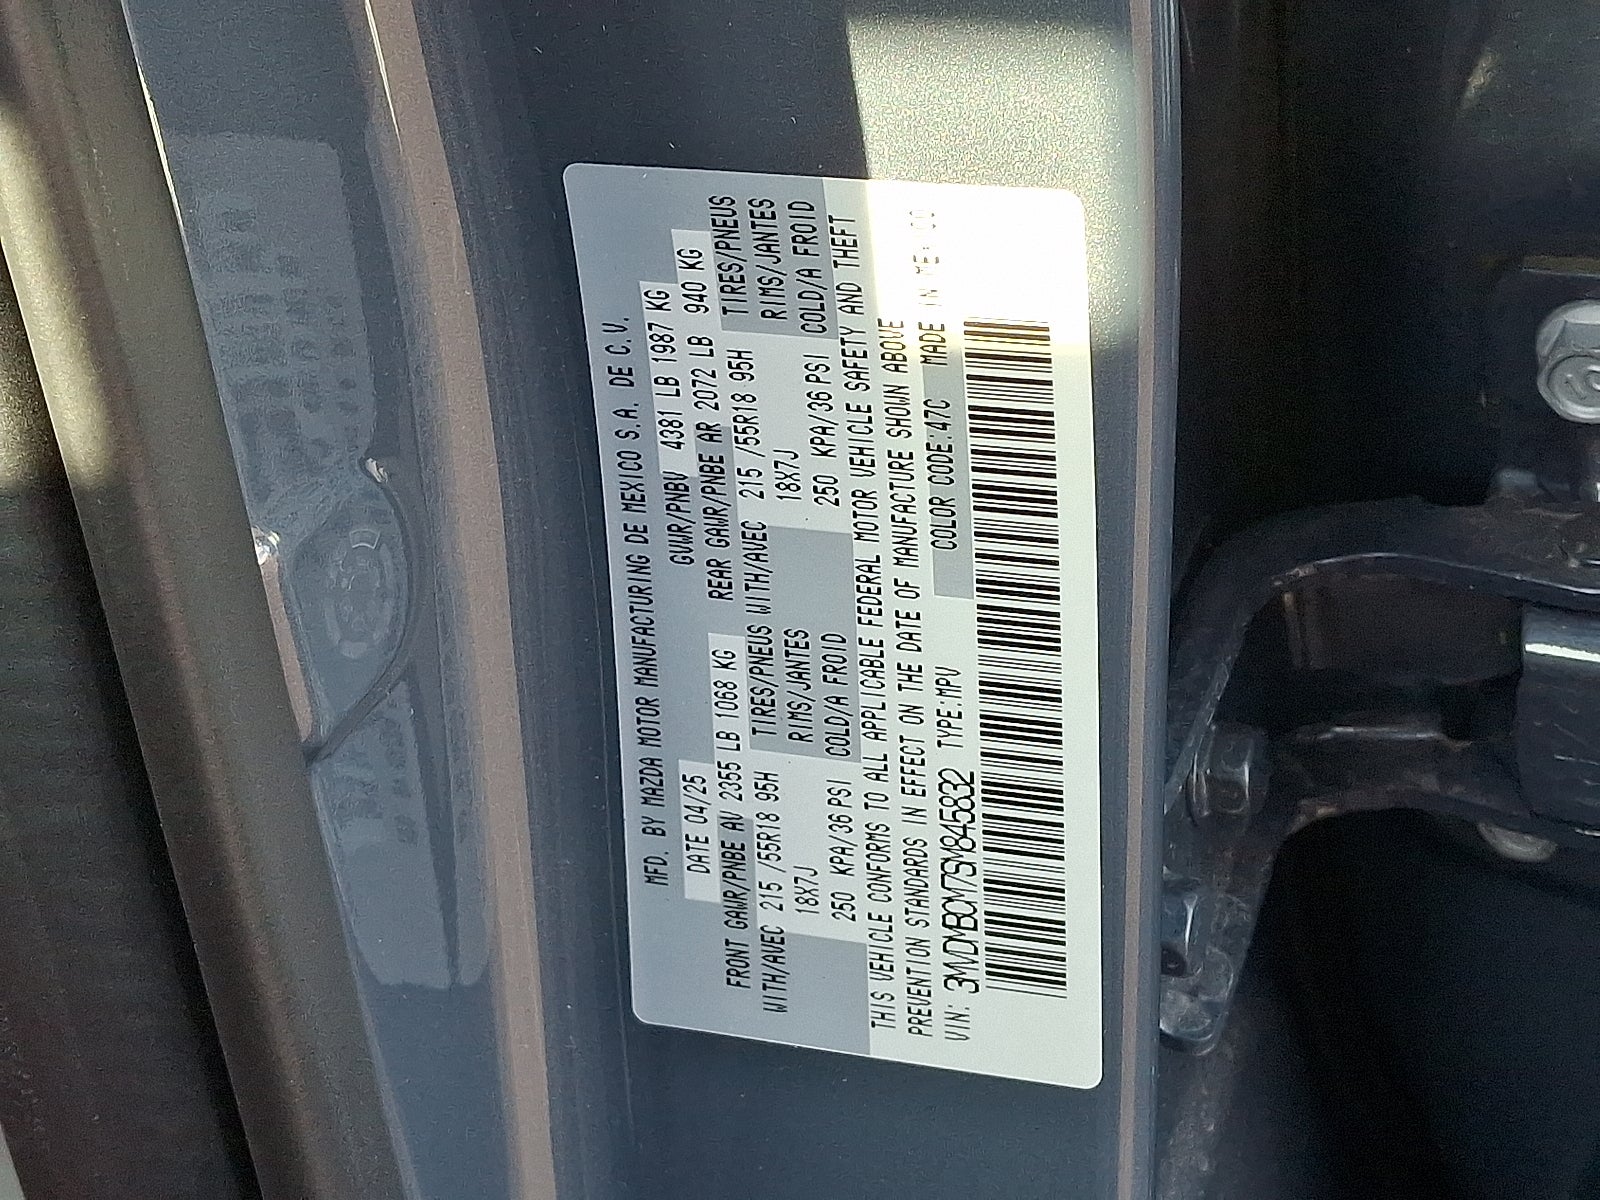 MFD. BY MAZDA MOTOR MANUFACTURING DE MEXICO S.A. DE C.V.
DATE 04/25 GVWR/PNBV 4381 LB 1987 KG
FRONT GAWR/PNBE AV 2355 LB 1068 KG REAR GAWR/PNBE AR 2072 LB 940 KG
WITH/AVEC 215 /55R18 95H TIRES/PNEUS WITH/AVEC 215 /55R18 95H TIRES/PNEUS
18X7J RIMS/JANTES 18X7J RIMS/JANTES
250 KPA/36 PSI COLD/A FROID 250 KPA/36 PSI COLD/A FROID
THIS VEHICLE CONFORMS TO ALL APPLICABLE FEDERAL MOTOR VEHICLE SAFETY AND THEFT
PREVENTION STANDARDS IN EFFECT ON THE DATE OF MANUFACTURE SHOWN ABOVE
VIN: 3MVDMBCM7SM845832 TYPE:MPV COLOR CODE:47C MADE IN MEXICO